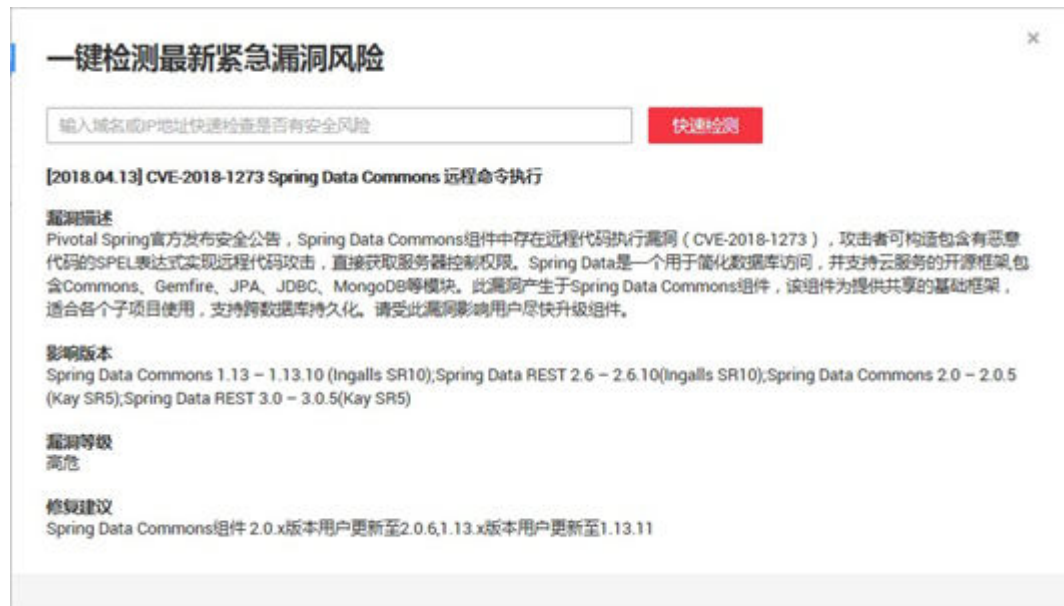 一键检测最新紧急漏洞风险
×
输入域名或IP地址快速检查是否有安全风险
快速检测
[2018.04.13] CVE-2018-1273 Spring Data Commons 远程命令执行
漏洞描述
Pivotal Spring官方发布安全公告，Spring Data Commons组件中存在远程代码执行漏洞（CVE-2018-1273），攻击者可构造包含有恶意
代码的SPEL表达式实现远程代码攻击，直接获取服务器控制权限。Spring Data是一个用于简化数据库访问，并支持云服务的开源框架,包
含Commons、Gemfire、JPA、JDBC、MongoDB等模块。此漏洞产生于Spring Data Commons组件，该组件为提供共享的基础框架，
适合各个子项目使用，支持跨数据库持久化。请受此漏洞影响用户尽快升级组件。
影响版本
Spring Data Commons 1.13 – 1.13.10 (Ingalls SR10);Spring Data REST 2.6 – 2.6.10(Ingalls SR10);Spring Data Commons 2.0 – 2.0.5
(Kay SR5);Spring Data REST 3.0 – 3.0.5(Kay SR5)
漏洞等级
高危
修复建议
Spring Data Commons组件 2.0.x版本用户更新至2.0.6,1.13.x版本用户更新至1.13.11